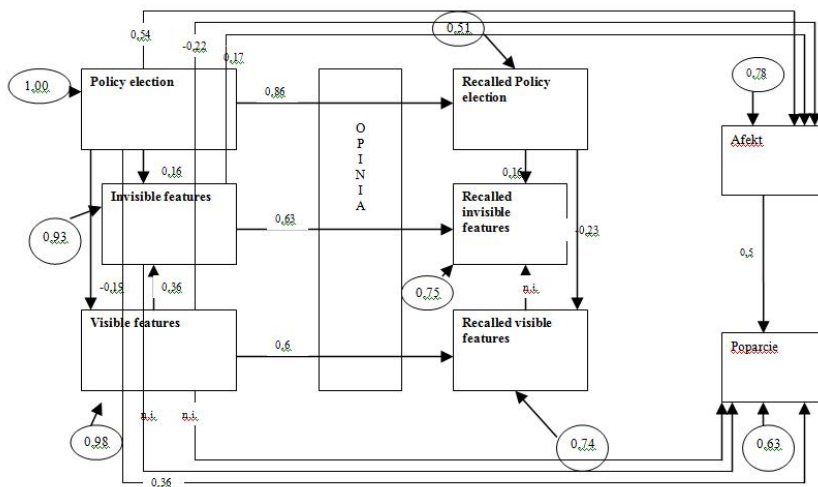 0,54
-0,22
0,17
0,51
1,00
Policy election
0,86
Recalled Policy
election
0,78
Afekt
O
P
I
N
I
A
0,16
0,16
Invisible features
0,63
Recalled
invisible
features
0,93
-0,23
0,5
-0,19
0,36
0,75
n.i.
Visible features
0,6
Recalled visible
features
Poparcie
n.i.
n.i.
0,98
0,74
0,63
0,36